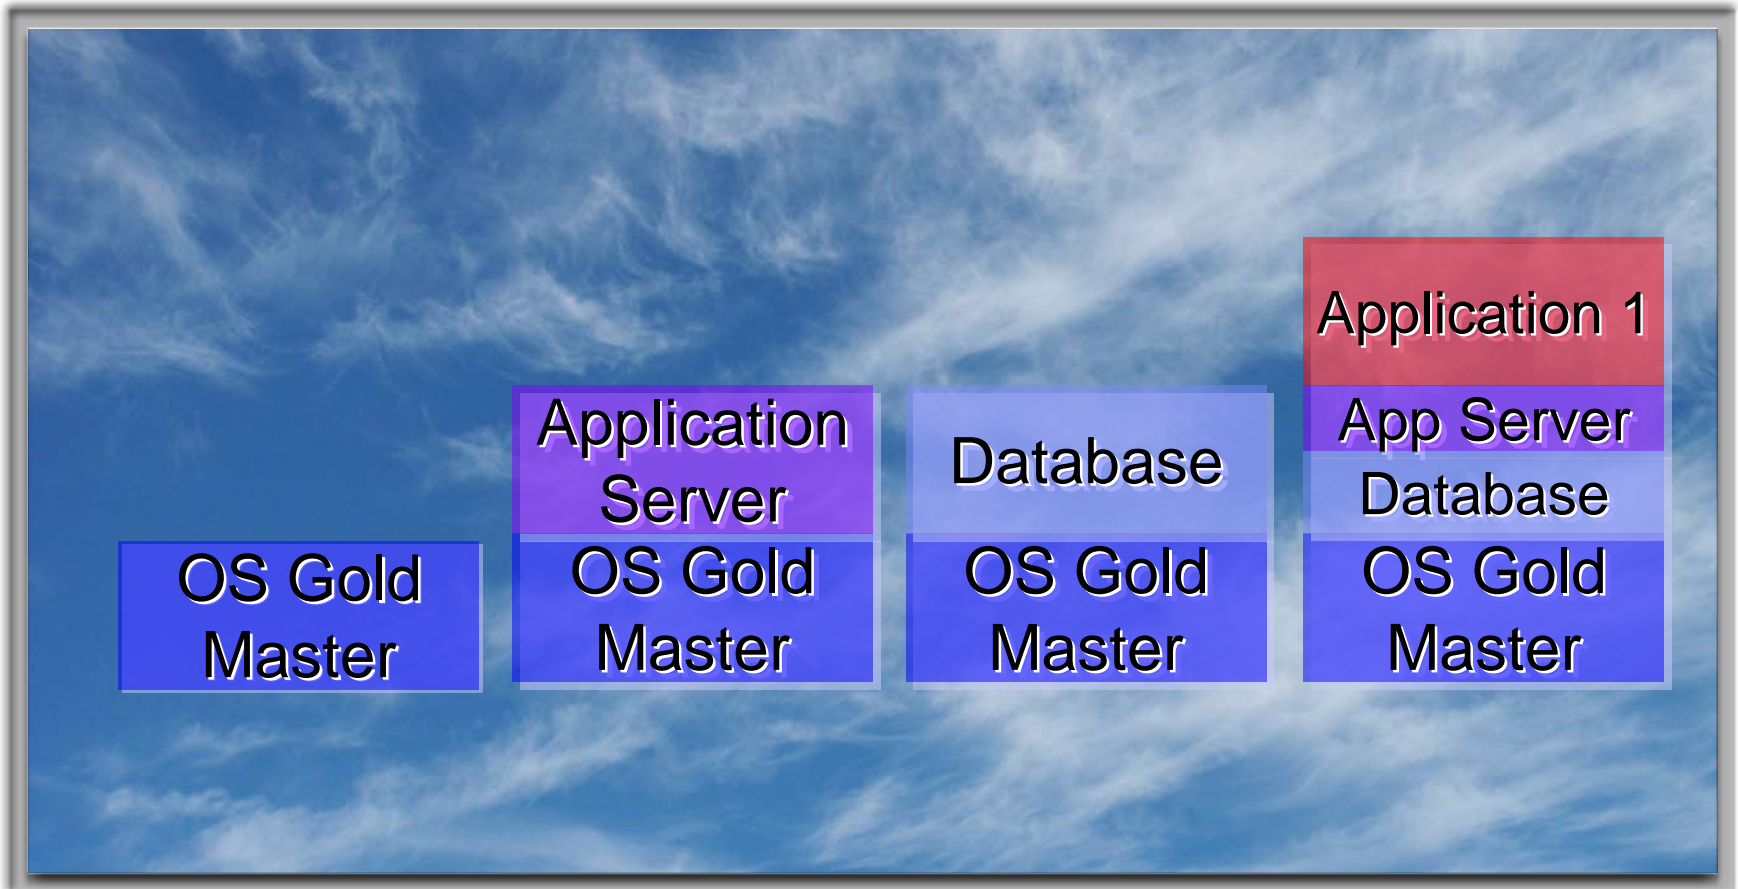 OS Gold
Master
Application
Server
OS Gold
Master
Database
OS Gold
Master
Application 1
App Server
Database
OS Gold
Master